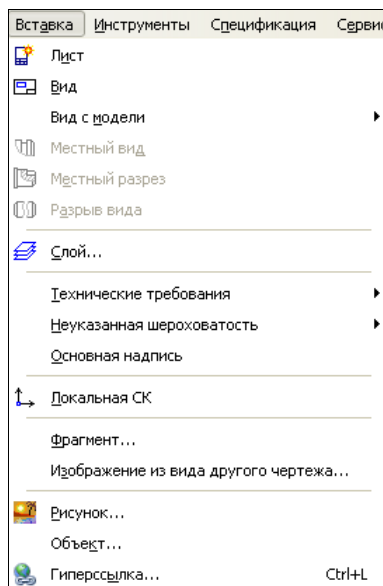 Вставка Инструменты Спецификация Сервис
Лист
Вид
Вид с модели
Местный вид
Местный разрез
Разрыв вида
Слой...
Технические требования
Неуказанная шероховатость
Основная надпись
Локальная СК
Фрагмент...
Изображение из вида другого чертежа...
Рисунок...
Объект...
Гиперссылка... Ctrl+L